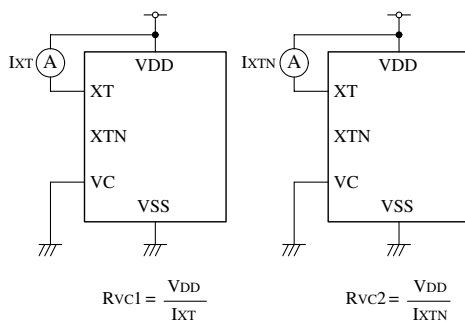 IXT A VDD
XT
XTN
VC
VSS
RVC1 = VDD / IXT
IXTN A VDD
XT
XTN
VC
VSS
RVC2 = VDD / IXTN